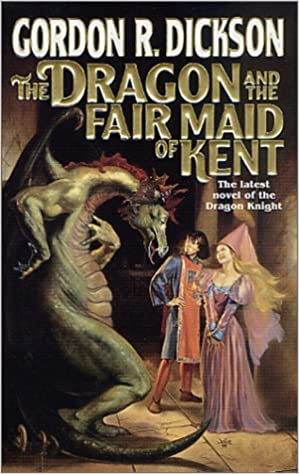 GORDON R. DICKSON
THE DRAGON AND THE
FAIR MAID
OF KENT
The latest
novel of the
Dragon Knight